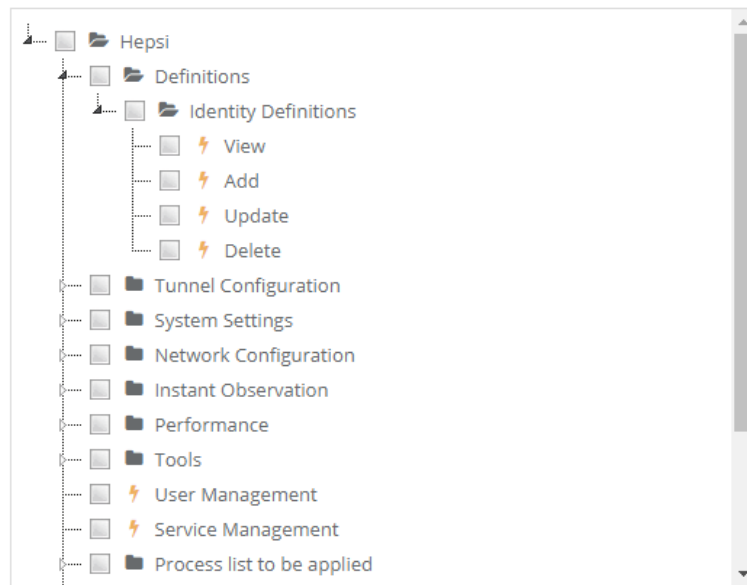 Hepsi
Definitions
Identity Definitions
View
Add
Update
Delete
Tunnel Configuration
System Settings
Network Configuration
Instant Observation
Performance
Tools
User Management
Service Management
Process list to be applied